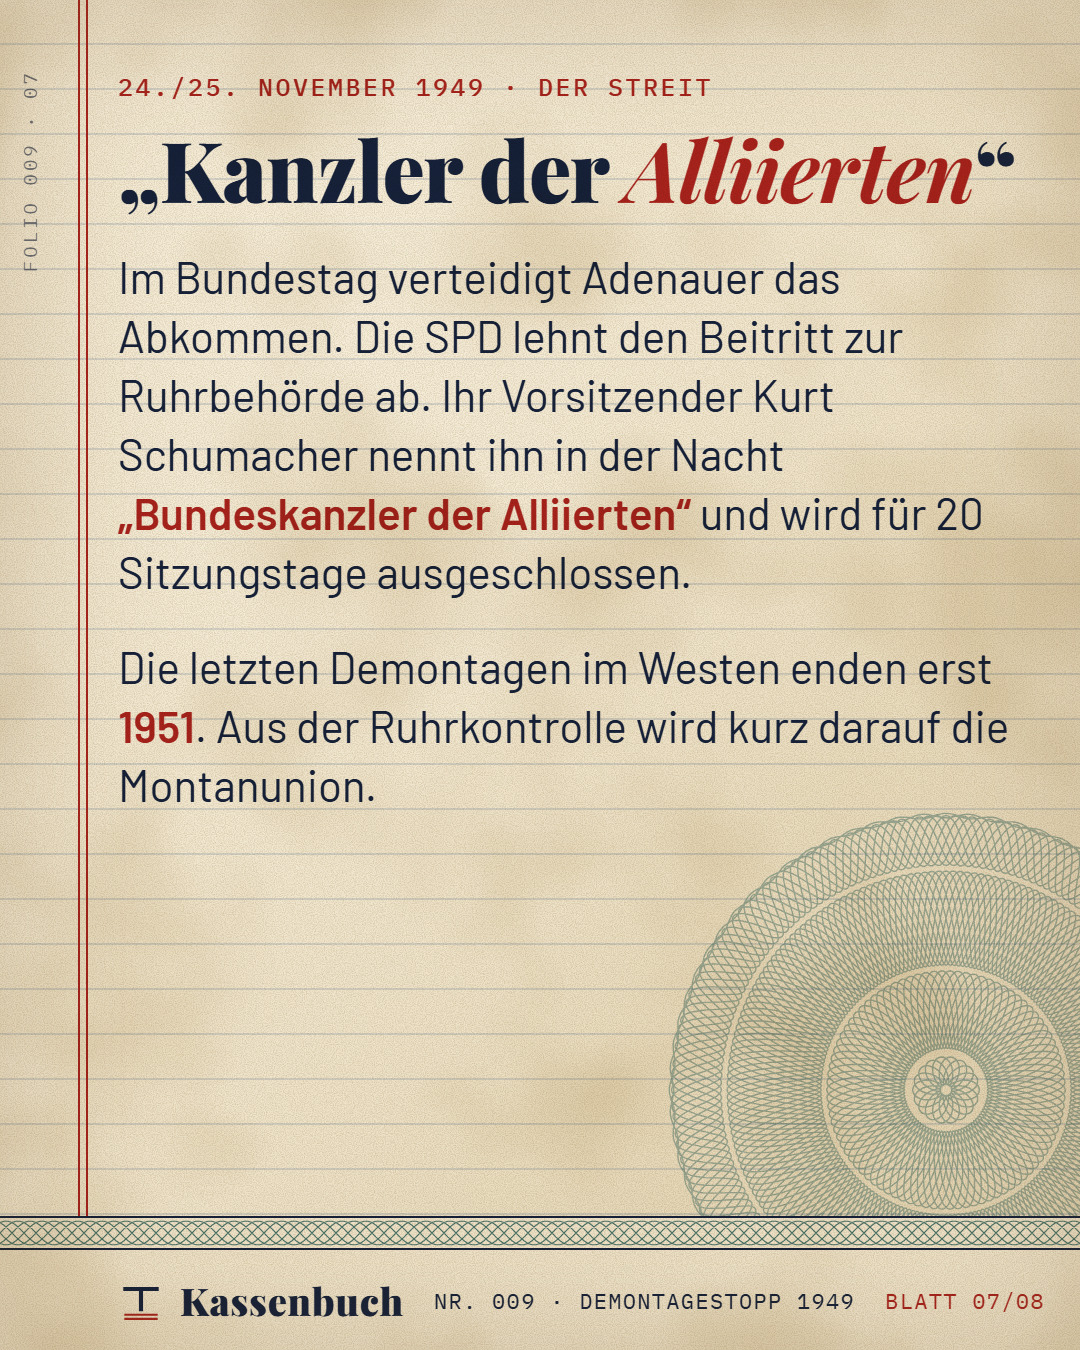 FOLIO 009 · 07
24./25. NOVEMBER 1949 · DER STREIT
„Kanzler der Alliierten“
Im Bundestag verteidigt Adenauer das
Abkommen. Die SPD lehnt den Beitritt zur
Ruhrbehörde ab. Ihr Vorsitzender Kurt
Schumacher nennt ihn in der Nacht
„Bundeskanzler der Alliierten“ und wird für 20
Sitzungstage ausgeschlossen.
Die letzten Demontagen im Westen enden erst
1951. Aus der Ruhrkontrolle wird kurz darauf die
Montanunion.
Kassenbuch NR. 009 · DEMONTAGESTOPP 1949 BLATT 07/08